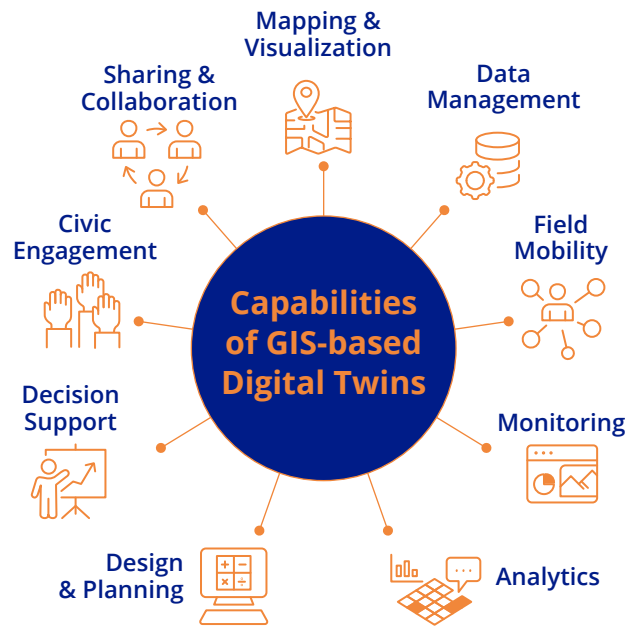 Mapping &
Visualization
Sharing &
Collaboration
Data
Management
Civic
Engagement
Field
Mobility
Capabilities
of GIS-based
Digital Twins
Decision
Support
Monitoring
Design
& Planning
Analytics